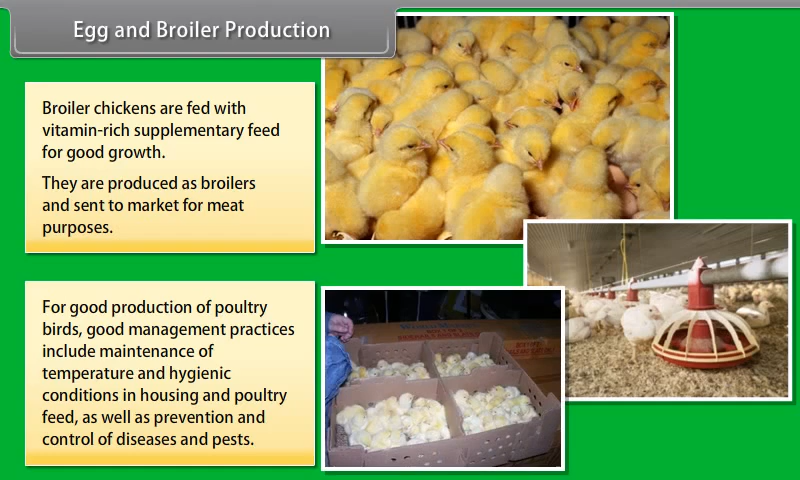 Egg and Broiler Production
Broiler chickens are fed with
vitamin-rich supplementary feed
for good growth.
They are produced as broilers
and sent to market for meat
purposes.
For good production of poultry
birds, good management practices
include maintenance of
temperature and hygienic
conditions in housing and poultry
feed, as well as prevention and
control of diseases and pests.